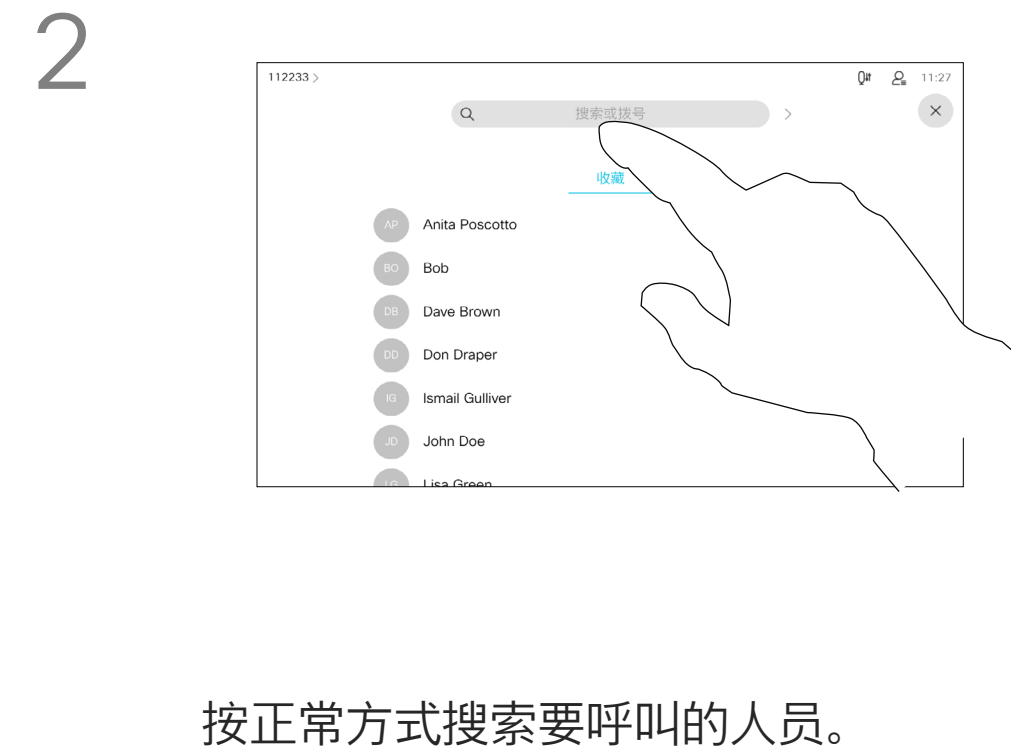 2
112233 >
11:27
搜索或拨号
收藏
AP Anita Poscotto
BO Bob
DB Dave Brown
DD Don Draper
IG Ismail Gulliver
JD John Doe
LG Lisa Green
按正常方式搜索要呼叫的人员。